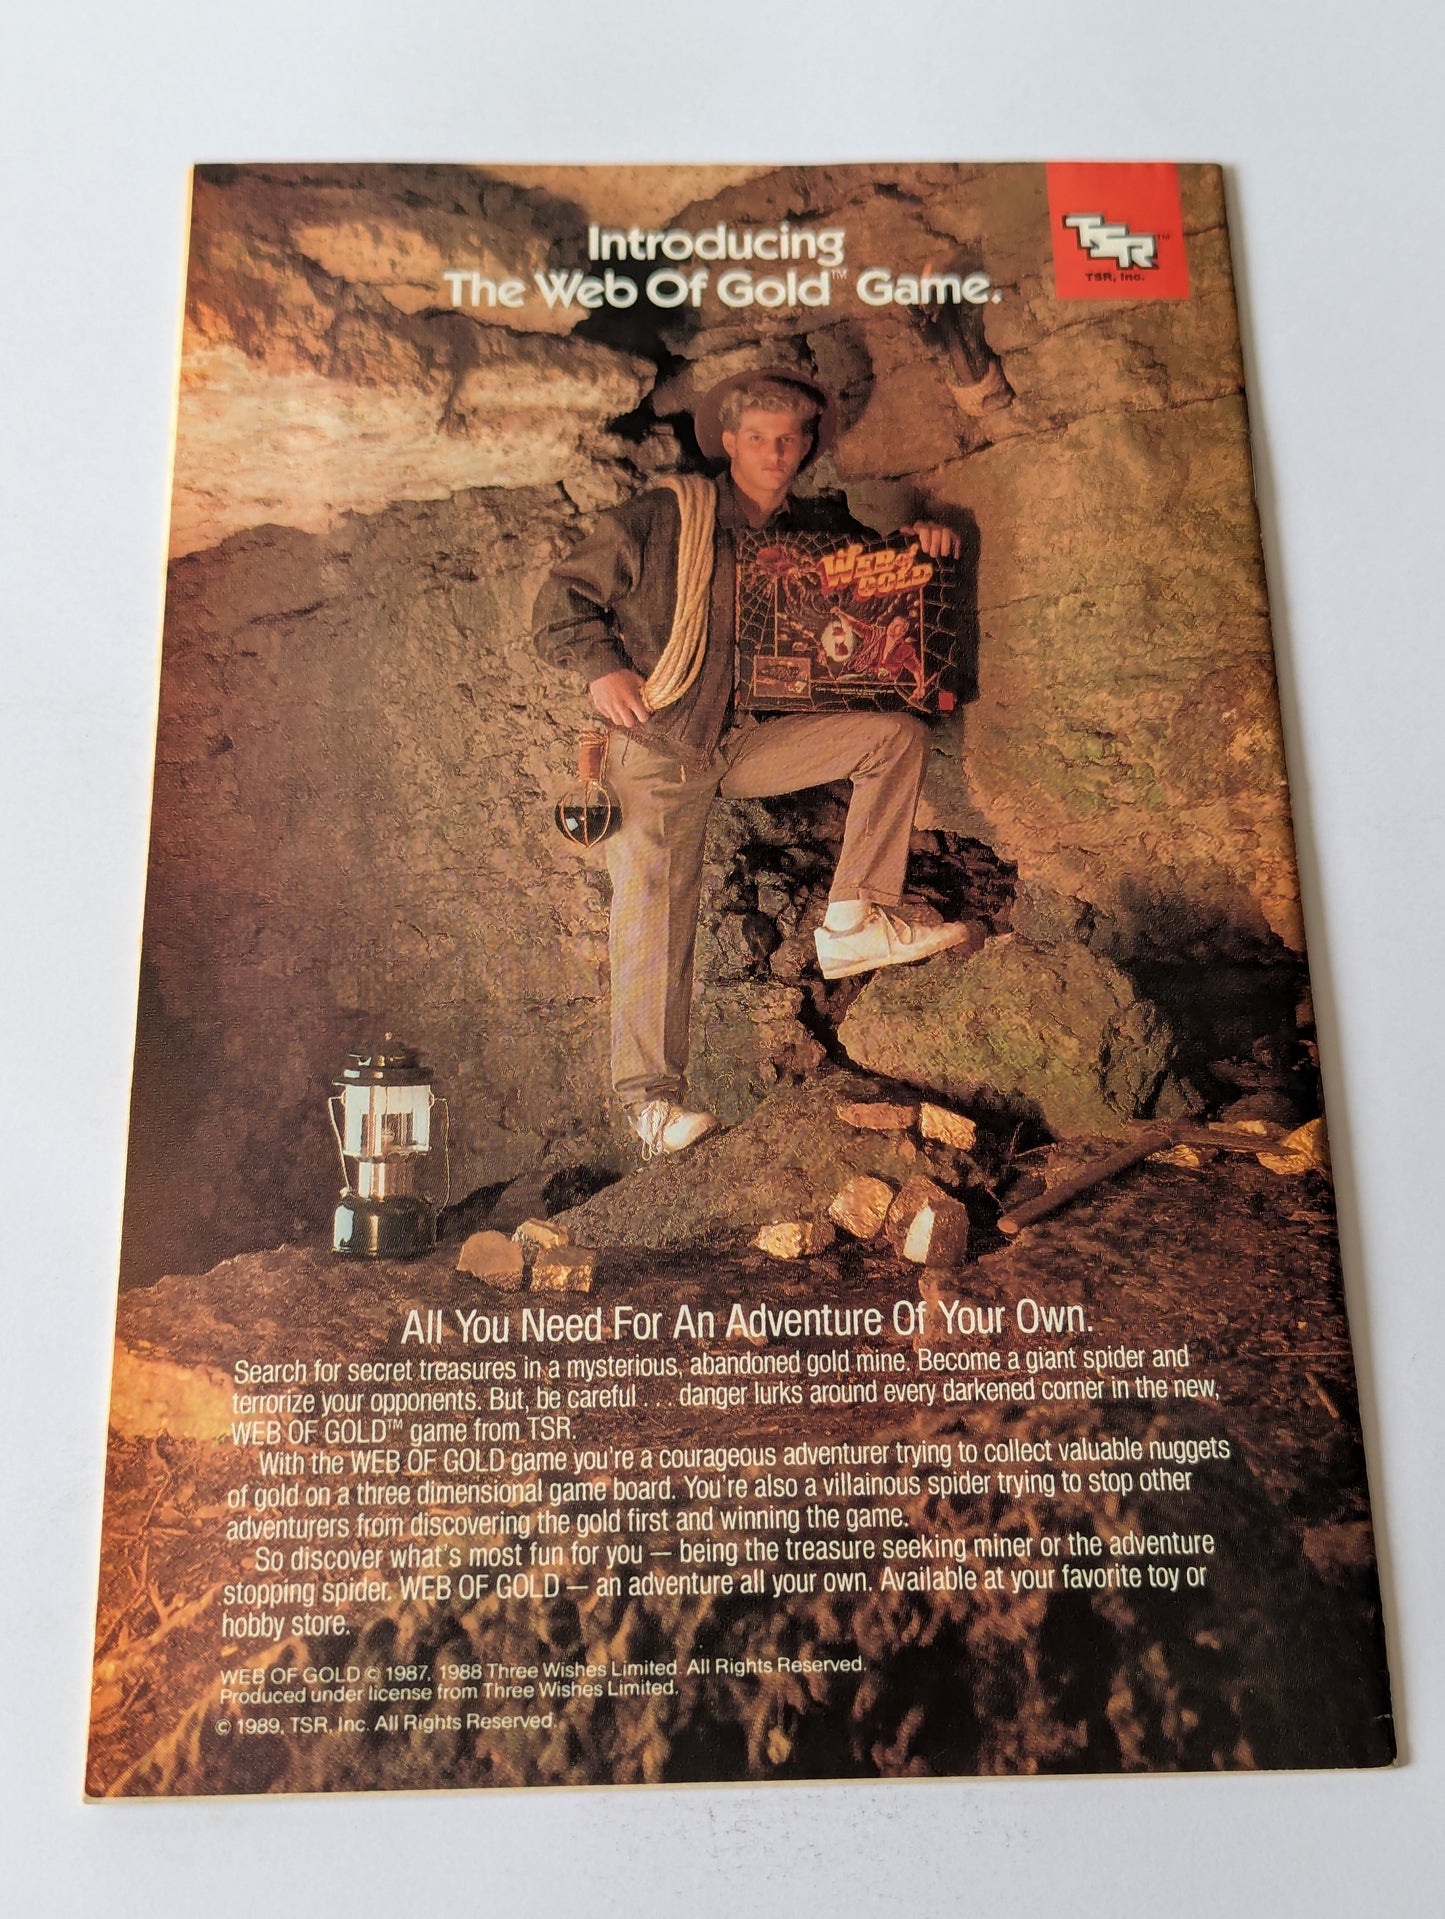 Introducing
The Web Of Gold™ Game.
TSR™
TSR, Inc.
WEB of
GOLD
All You Need For An Adventure Of Your Own.
Search for secret treasures in a mysterious, abandoned gold mine. Become a giant spider and
terrorize your opponents. But, be careful . . . danger lurks around every darkened corner in the new,
WEB OF GOLD™ game from TSR.
With the WEB OF GOLD game you're a courageous adventurer trying to collect valuable nuggets
of gold on a three dimensional game board. You're also a villainous spider trying to stop other
adventurers from discovering the gold first and winning the game.
So discover what's most fun for you — being the treasure seeking miner or the adventure
stopping spider. WEB OF GOLD — an adventure all your own. Available at your favorite toy or
hobby store.
WEB OF GOLD © 1987, 1988 Three Wishes Limited. All Rights Reserved.
Produced under license from Three Wishes Limited.
© 1989, TSR, Inc. All Rights Reserved.